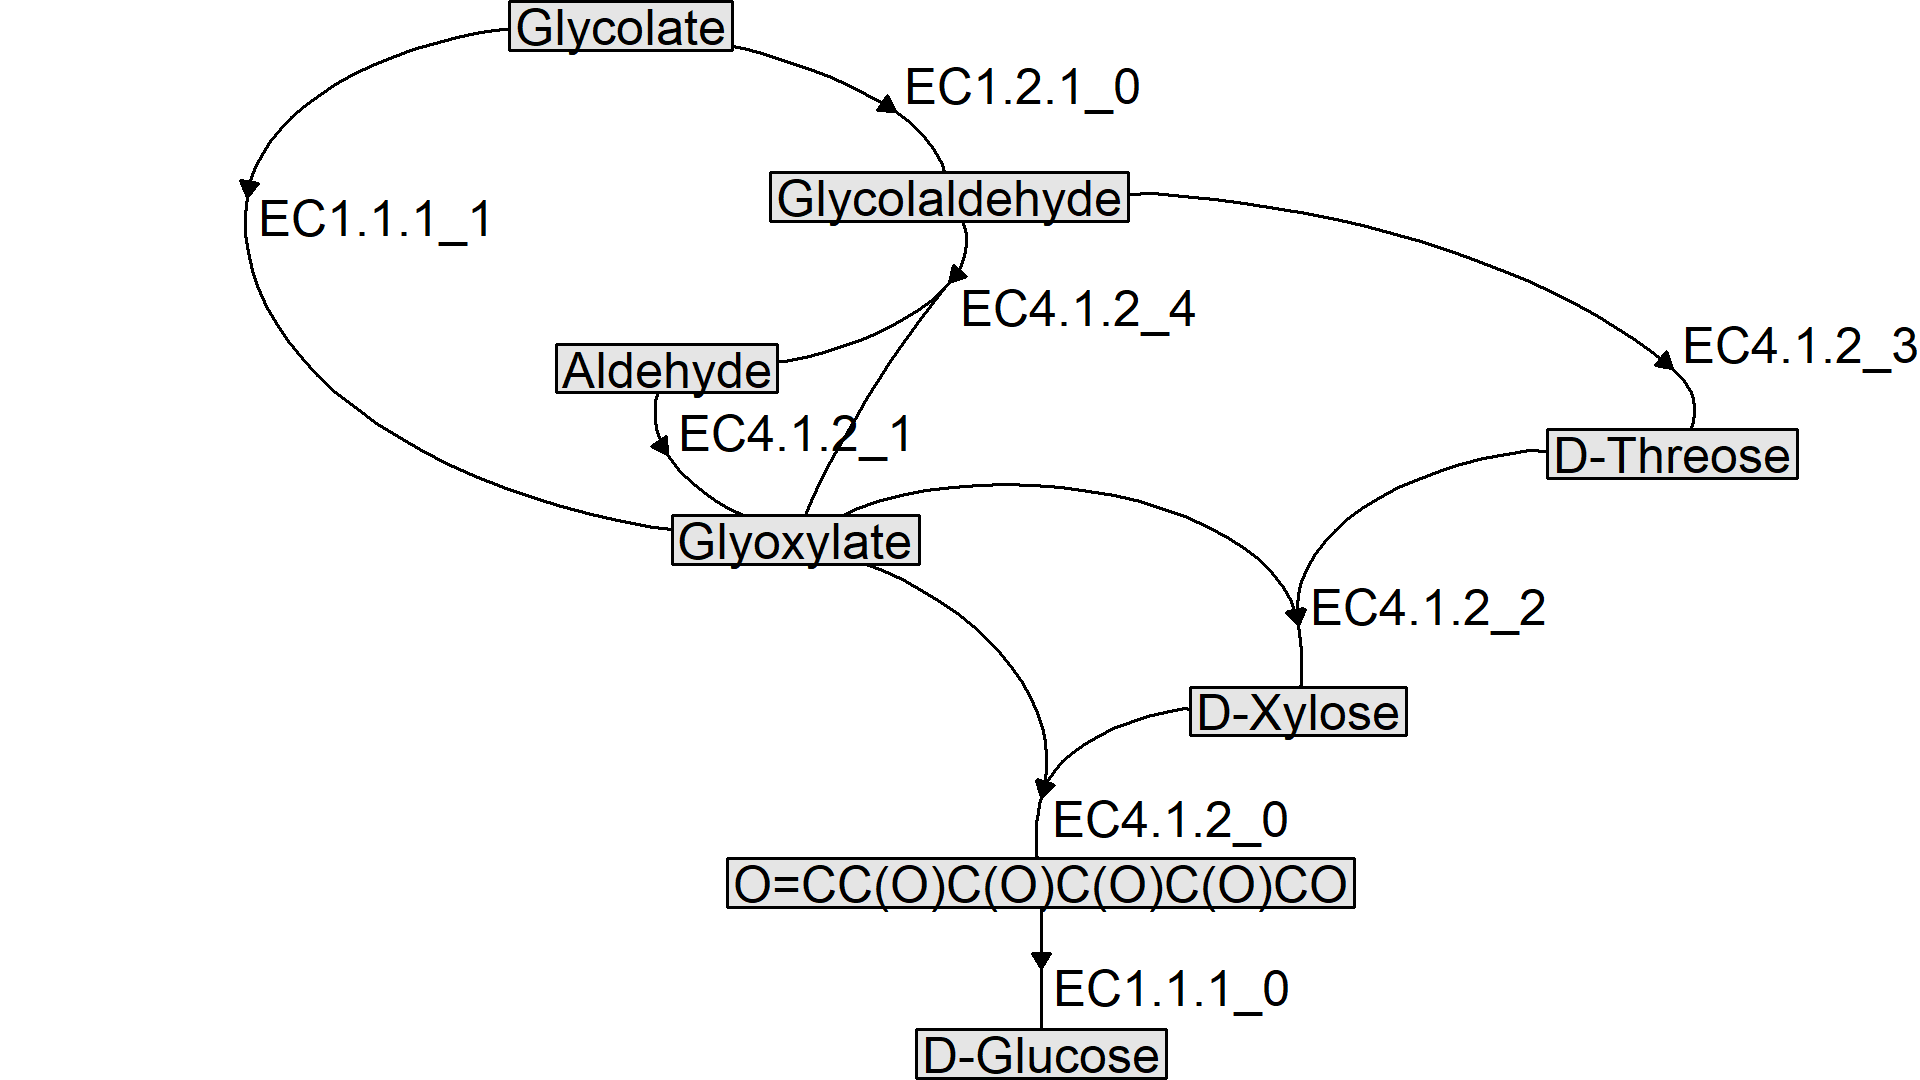 Glycolate
EC1.2.1_0
Glycolaldehyde
EC1.1.1_1
EC4.1.2_4
EC4.1.2_3
Aldehyde
EC4.1.2_1
D-Threose
Glyoxylate
EC4.1.2_2
D-Xylose
EC4.1.2_0
O=CC(O)C(O)C(O)C(O)CO
EC1.1.1_0
D-Glucose